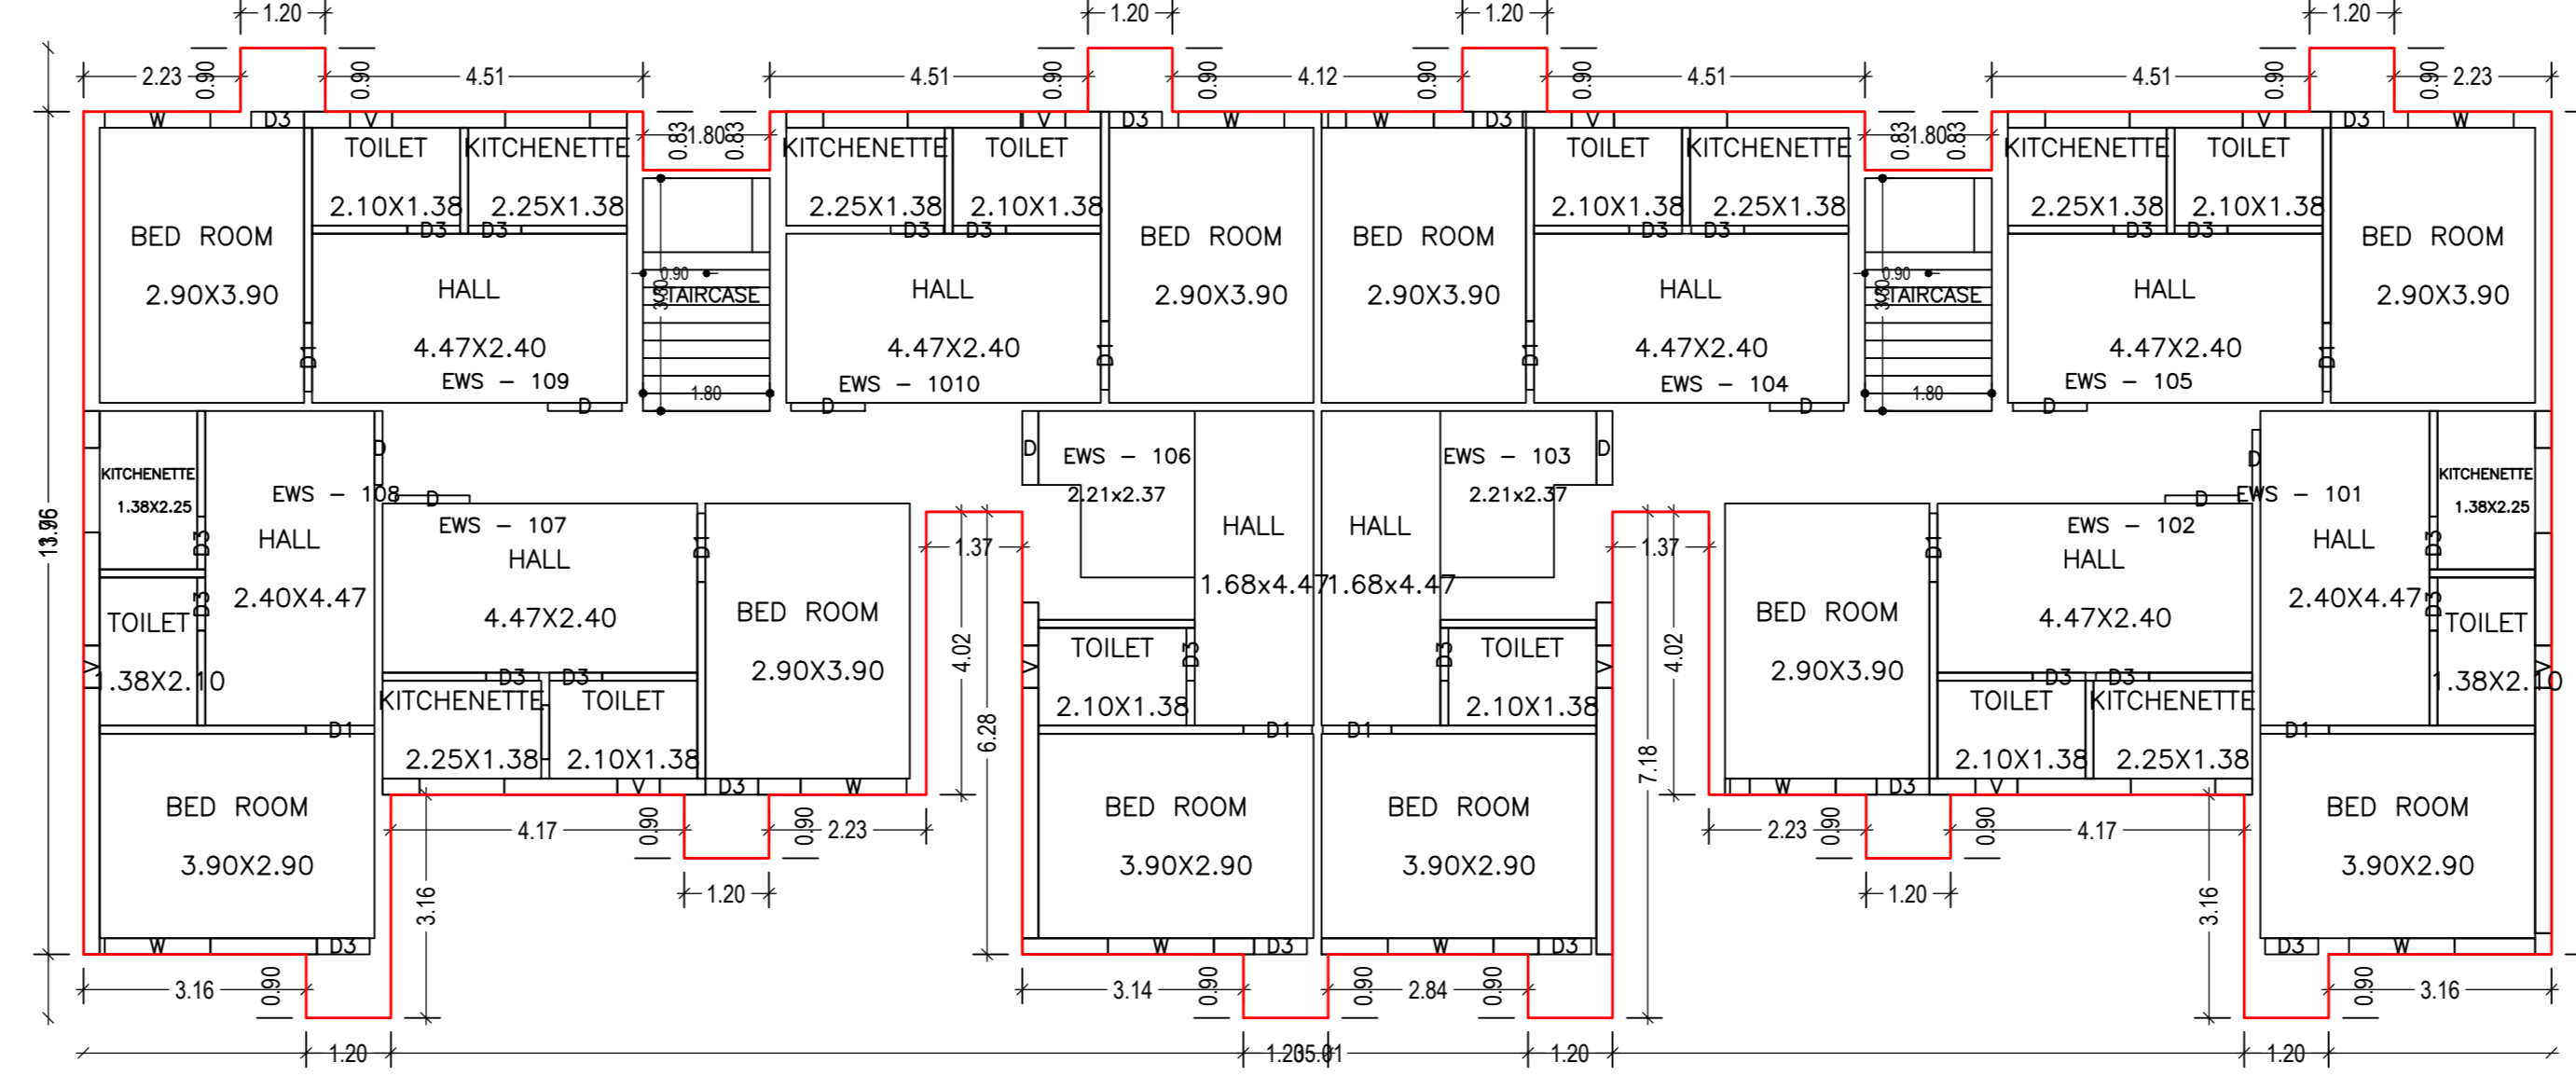 1.20 1.20 1.20 1.20
2.23 0.90 0.90 4.51 4.51 0.90 0.90 4.12 0.90 0.90 4.51 4.51 0.90 0.90 2.23
W D3 V V D3 W W D3 V V D3 W
0.83 1.80 0.83 0.83 1.80 0.83
TOILET KITCHENETTE KITCHENETTE TOILET TOILET KITCHENETTE KITCHENETTE TOILET
2.10X1.38 2.25X1.38 2.25X1.38 2.10X1.38 2.10X1.38 2.25X1.38 2.25X1.38 2.10X1.38
D3 D3 D3 D3 D3 D3 D3 D3
BED ROOM BED ROOM BED ROOM BED ROOM
2.90X3.90 2.90X3.90 2.90X3.90 2.90X3.90
HALL HALL HALL HALL
0.90 0.90
STAIRCASE STAIRCASE
4.47X2.40 4.47X2.40 4.47X2.40 4.47X2.40
D1 D1 D1 D1
EWS - 109 EWS - 1010 EWS - 104 EWS - 105
1.80 1.80
D D D D
D D D D
EWS - 106 EWS - 103
2.21x2.37 2.21x2.37
KITCHENETTE KITCHENETTE
1.38X2.25 1.38X2.25
EWS - 108 D D EWS - 101
EWS - 107 EWS - 102
HALL HALL HALL HALL HALL HALL
D3 D1 1.37 1.37 D1 D3
2.40X4.47 4.47X2.40 1.68x4.47 1.68x4.47 4.47X2.40 2.40X4.47
D3 D3
TOILET BED ROOM BED ROOM TOILET
1.38X2.10 2.90X3.90 2.90X3.90 1.38X2.10
V V
4.02 4.02
TOILET TOILET
V D3 D3 V
2.10X1.38 2.10X1.38
D3 D3 D3 D3
KITCHENETTE TOILET TOILET KITCHENETTE
2.25X1.38 2.10X1.38 2.10X1.38 2.25X1.38
D1 D1 D1 D1
6.28 7.18
V D3 W W D3 V
BED ROOM BED ROOM BED ROOM BED ROOM
3.90X2.90 3.90X2.90 3.90X2.90 3.90X2.90
4.17 0.90 0.90 2.23 2.23 0.90 0.90 4.17
1.20 1.20
3.16 3.16
W D3 W D3 W D3 D3 W
3.16 0.90 3.14 0.90 0.90 2.84 0.90 0.90 3.16
1.20 1.20 35.01 1.20 1.20